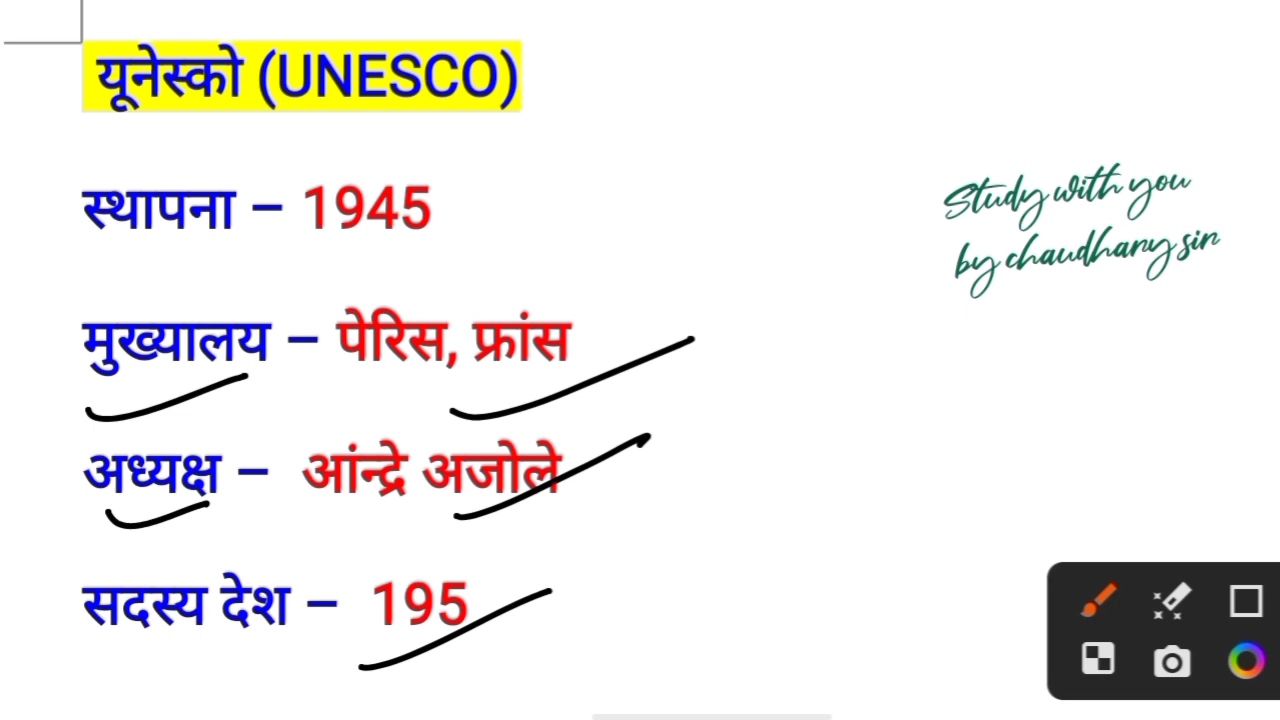 यूनेस्को (UNESCO)
स्थापना – 1945
Study with you
by chaudhary sir
मुख्यालय – पेरिस, फ्रांस
अध्यक्ष – आंन्द्रे अजोले
सदस्य देश – 195